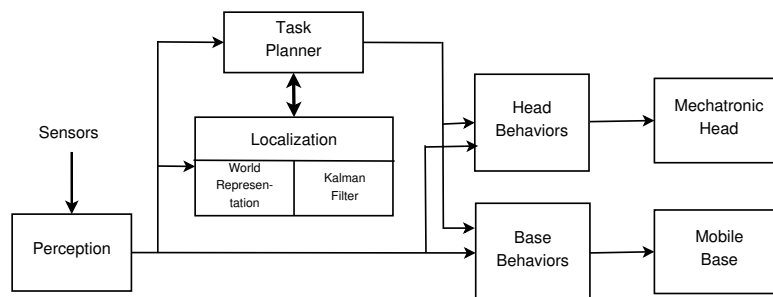 Task
Planner
Sensors
Localization
World
Represen-
tation
Kalman
Filter
Perception
Head
Behaviors
Mechatronic
Head
Base
Behaviors
Mobile
Base